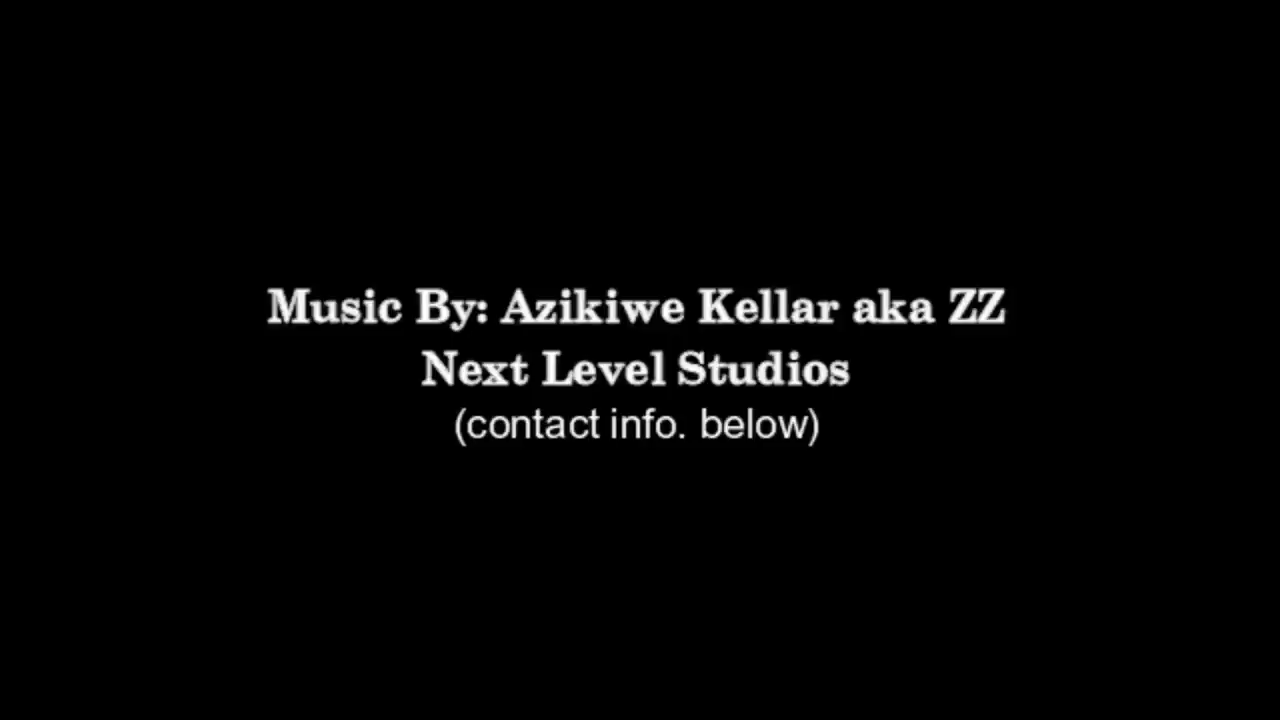 Music By: Azikiwe Kellar aka ZZ
Next Level Studios
(contact info. below)